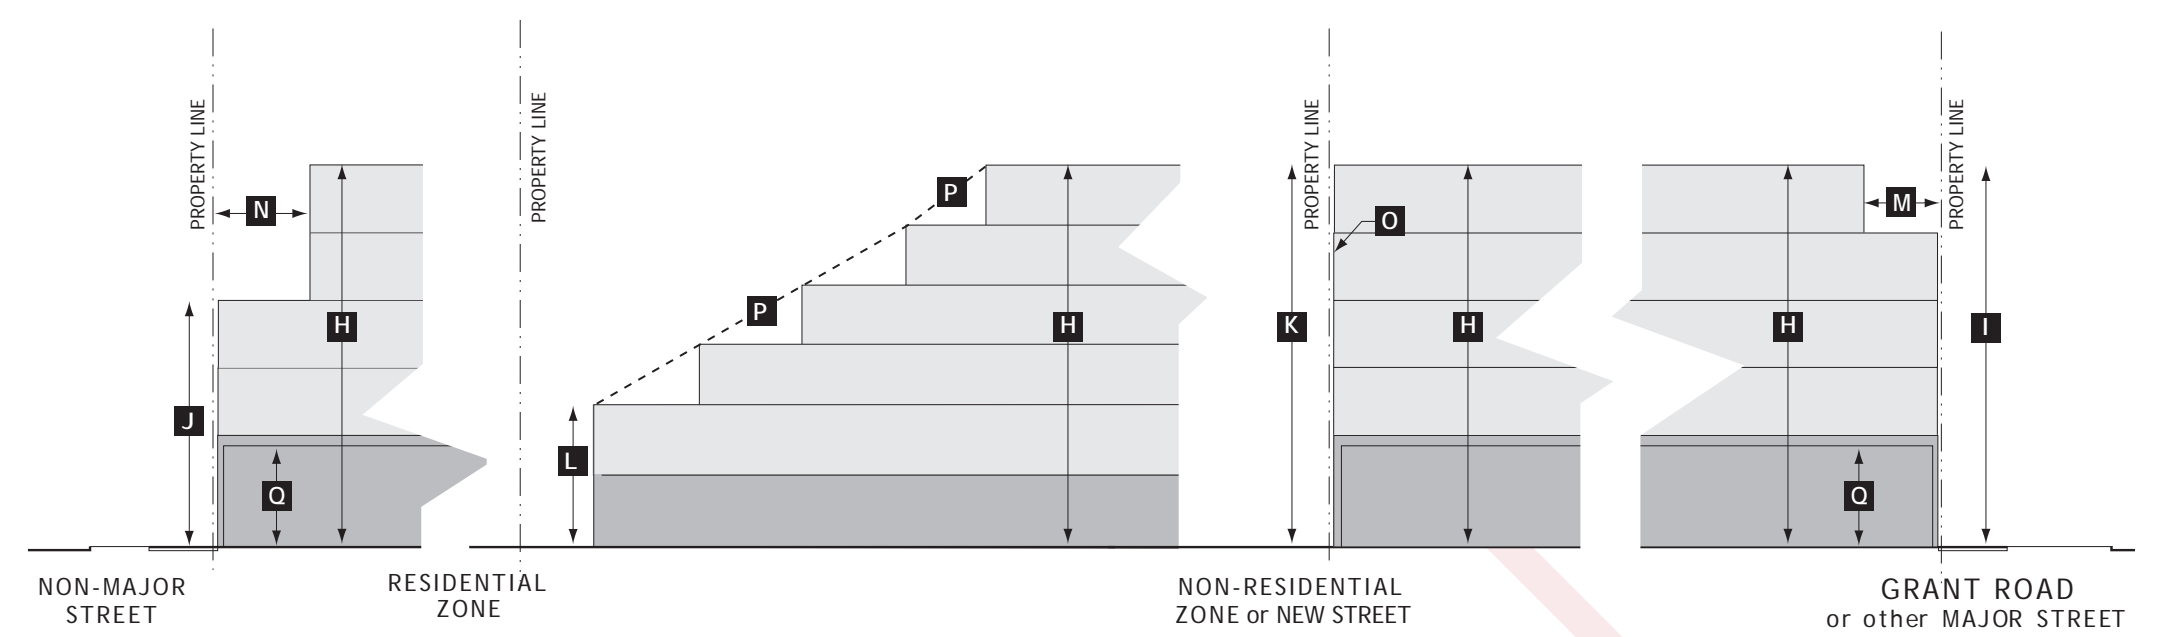 PROPERTY LINE
PROPERTY LINE
PROPERTY LINE
PROPERTY LINE
N
P
O
M
P
H
H
K
H
H
I
J
L
Q
Q
NON-MAJOR
STREET
RESIDENTIAL
ZONE
NON-RESIDENTIAL
ZONE or NEW STREET
GRANT ROAD
or other MAJOR STREET